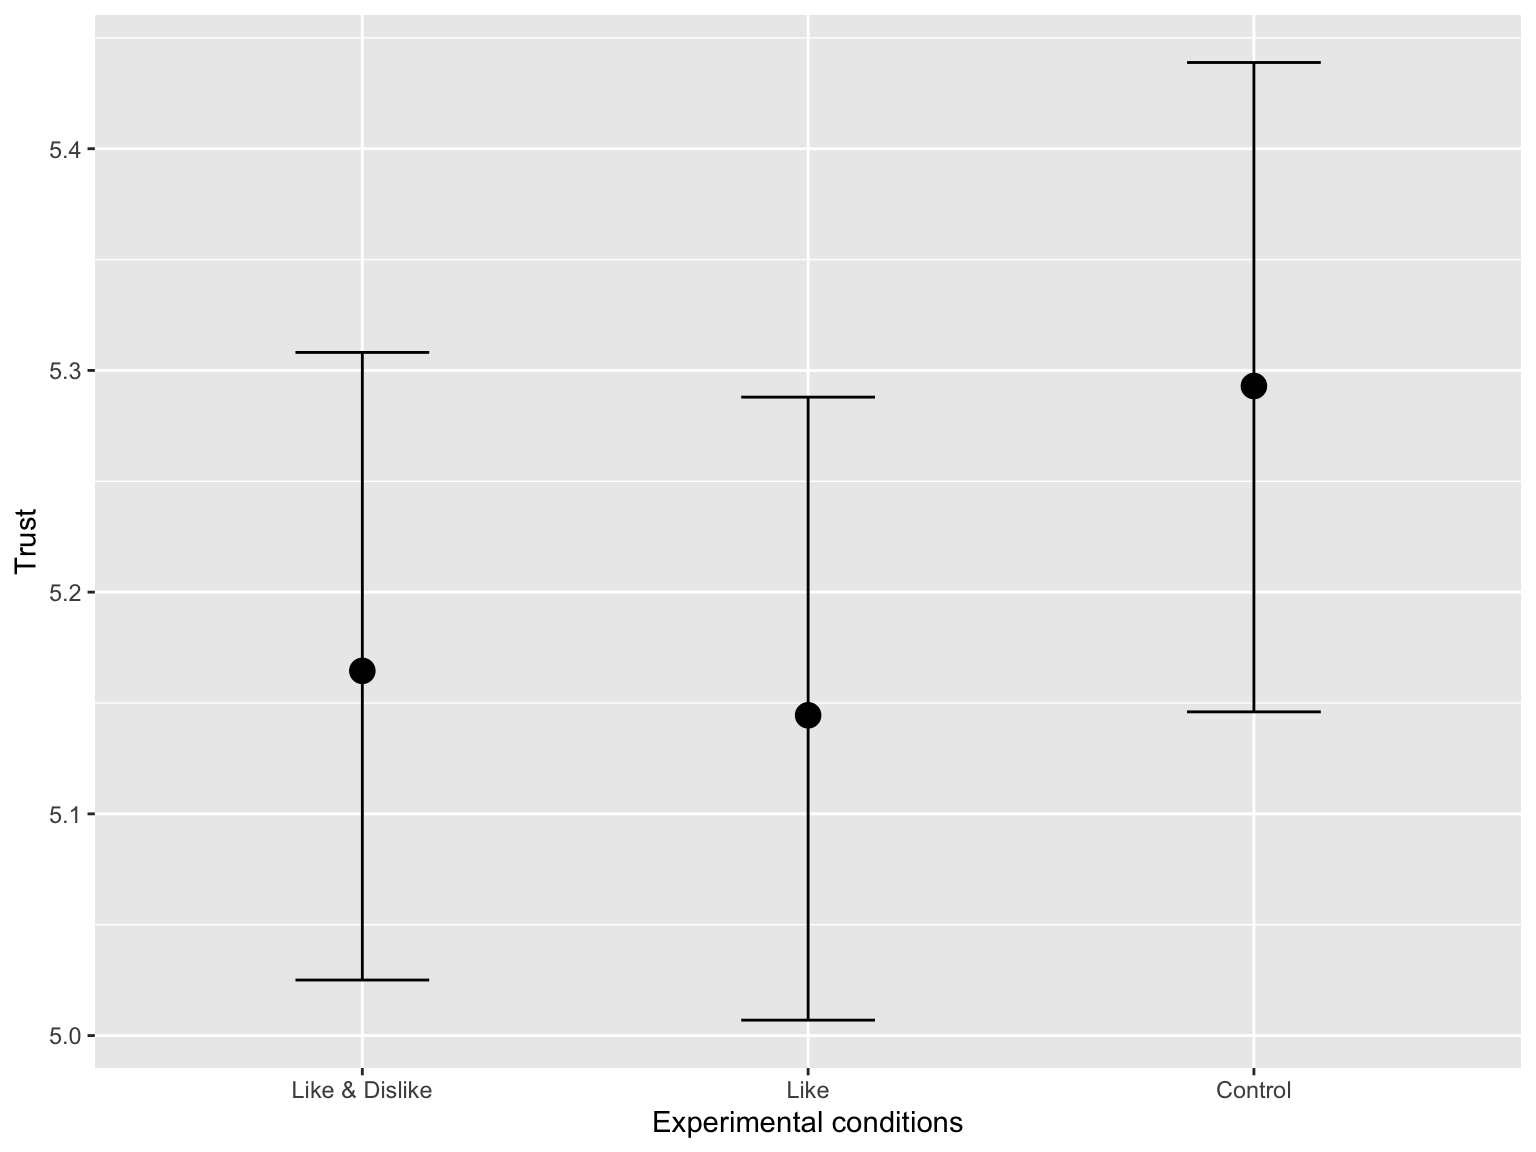 Trust
5.4
5.3
5.2
5.1
5.0
Like & Dislike
Like
Control
Experimental conditions